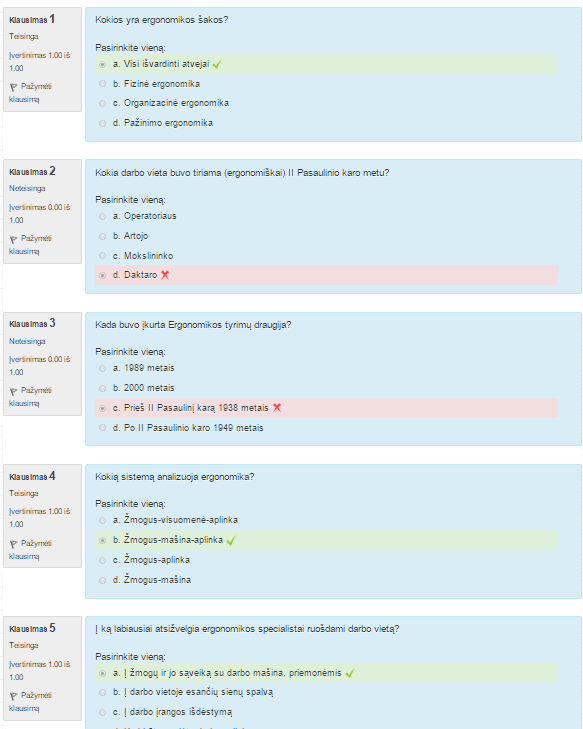 Klausimas 1
Teisinga
Įvertinimas 1.00 iš
1.00
Pažymėti
klausimą
Kokios yra ergonomikos šakos?
Pasirinkite vieną:
a. Visi išvardinti atvejai
b. Fizinė ergonomika
c. Organizacinė ergonomika
d. Pažinimo ergonomika
Klausimas 2
Neteisinga
Įvertinimas 0.00 iš
1.00
Pažymėti
klausimą
Kokia darbo vieta buvo tiriama (ergonomiškai) II Pasaulinio karo metu?
Pasirinkite vieną:
a. Operatoriaus
b. Artojo
c. Mokslininko
d. Daktaro
Klausimas 3
Neteisinga
Įvertinimas 0.00 iš
1.00
Pažymėti
klausimą
Kada buvo įkurta Ergonomikos tyrimų draugija?
Pasirinkite vieną:
a. 1989 metais
b. 2000 metais
c. Prieš II Pasaulinį karą 1938 metais
d. Po II Pasaulinio karo 1949 metais
Klausimas 4
Teisinga
Įvertinimas 1.00 iš
1.00
Pažymėti
klausimą
Kokią sistemą analizuoja ergonomika?
Pasirinkite vieną:
a. Žmogus-visuomenė-aplinka
b. Žmogus-mašina-aplinka
c. Žmogus-aplinka
d. Žmogus-mašina
Klausimas 5
Teisinga
Įvertinimas 1.00 iš
1.00
Pažymėti
klausimą
Į ką labiausiai atsižvelgia ergonomikos specialistai ruošdami darbo vietą?
Pasirinkite vieną:
a. Į žmogų ir jo sąveiką su darbo mašina, priemonėmis
b. Į darbo vietoje esančių sienų spalvą
c. Į darbo įrangos išdėstymą